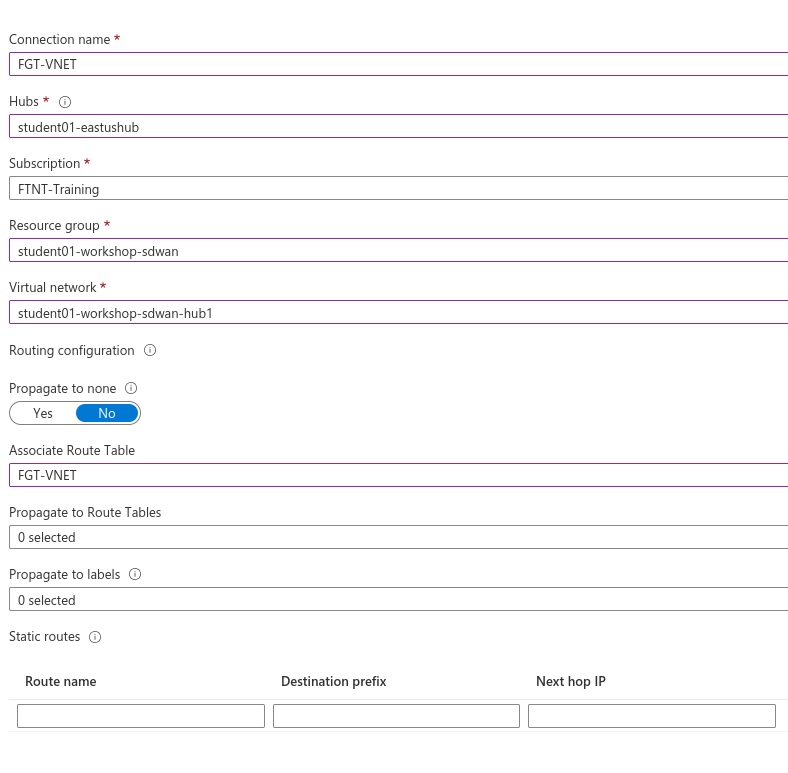 Connection name *
FGT-VNET
Hubs *
student01-eastushub
Subscription *
FTNT-Training
Resource group *
student01-workshop-sdwan
Virtual network *
student01-workshop-sdwan-hub1
Routing configuration
Propagate to none
Yes No
Associate Route Table
FGT-VNET
Propagate to Route Tables
0 selected
Propagate to labels
0 selected
Static routes
Route name Destination prefix Next hop IP